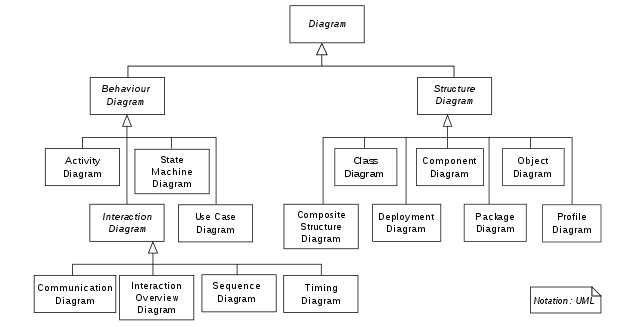 Diagram
Behaviour
Diagram
Structure
Diagram
Activity
Diagram
State
Machine
Diagram
Class
Diagram
Component
Diagram
Object
Diagram
Interaction
Diagram
Use Case
Diagram
Composite
Structure
Diagram
Deployment
Diagram
Package
Diagram
Profile
Diagram
Communication
Diagram
Interaction
Overview
Diagram
Sequence
Diagram
Timing
Diagram
Notation: UML